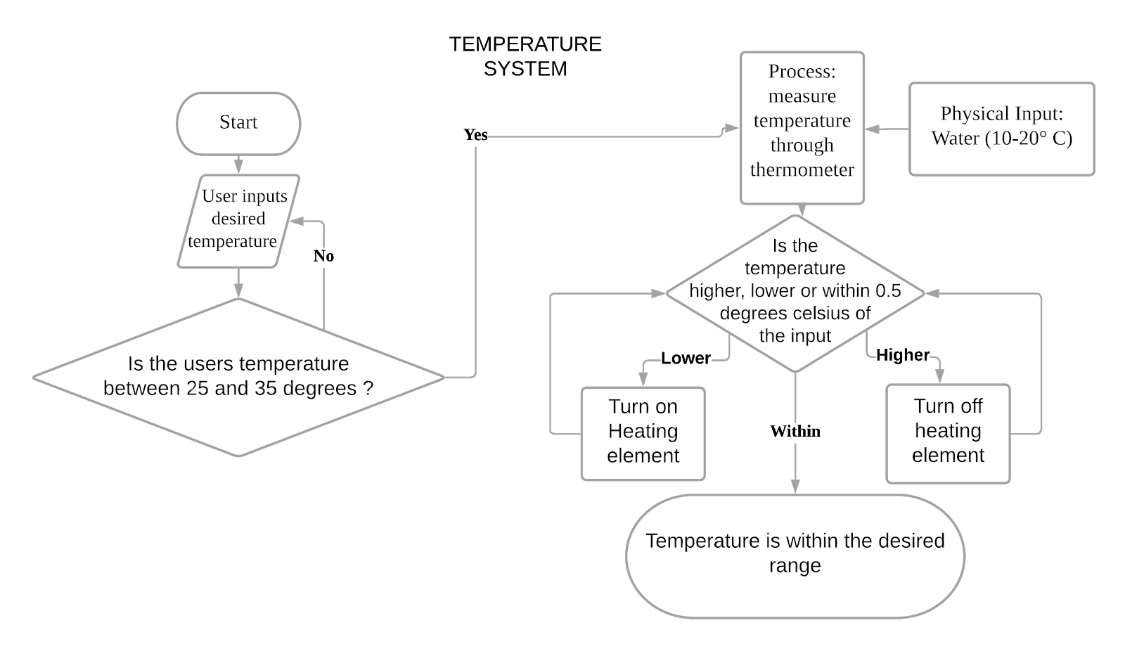 TEMPERATURE
SYSTEM
Start
User inputs
desired
temperature
No
Is the users temperature
between 25 and 35 degrees ?
Yes
Process:
measure
temperature
through
thermometer
Physical Input:
Water (10-20° C)
Is the
temperature
higher, lower or within 0.5
degrees celsius of
the input
Lower
Higher
Turn on
Heating
element
Within
Turn off
heating
element
Temperature is within the desired
range